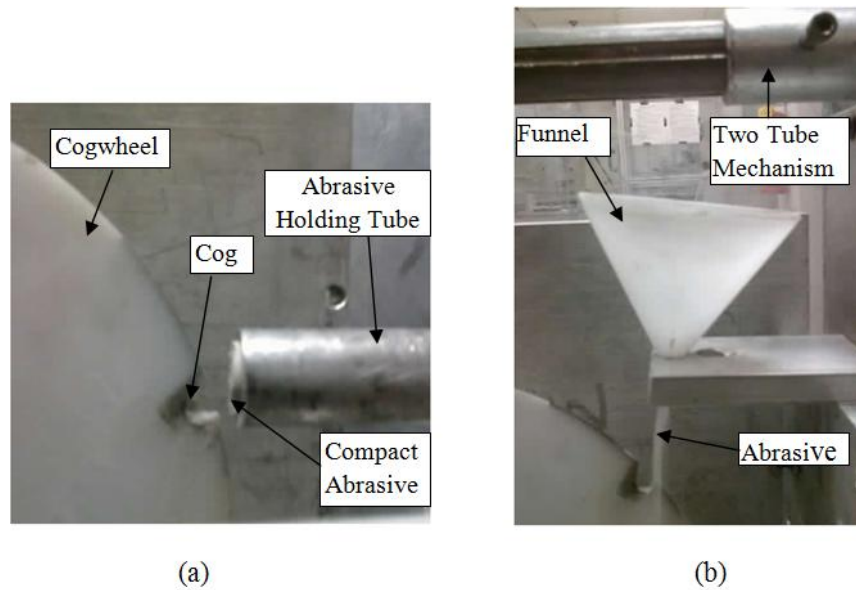 Cogwheel
Abrasive
Holding Tube
Cog
Compact
Abrasive
(a)
Funnel
Two Tube
Mechanism
Abrasive
(b)